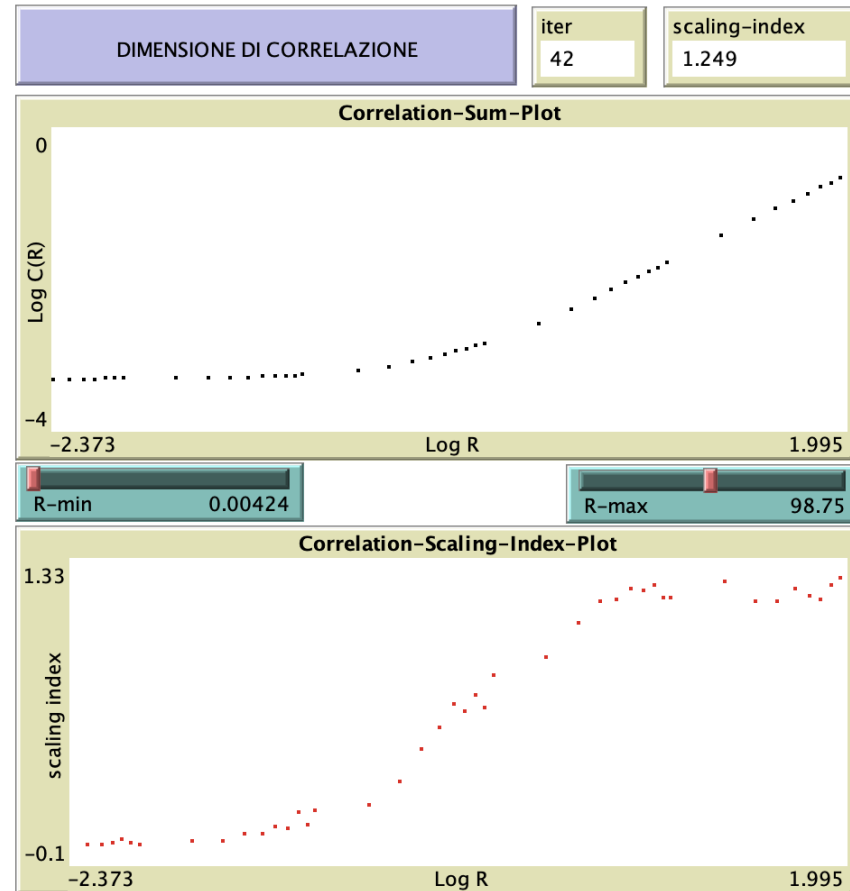 DIMENSIONE DI CORRELAZIONE
iter
42
scaling-index
1.249
Correlation-Sum-Plot
0
Log C(R)
-4
-2.373
Log R
1.995
R-min
0.00424
R-max
98.75
Correlation-Scaling-Index-Plot
1.33
scaling index
-0.1
-2.373
Log R
1.995